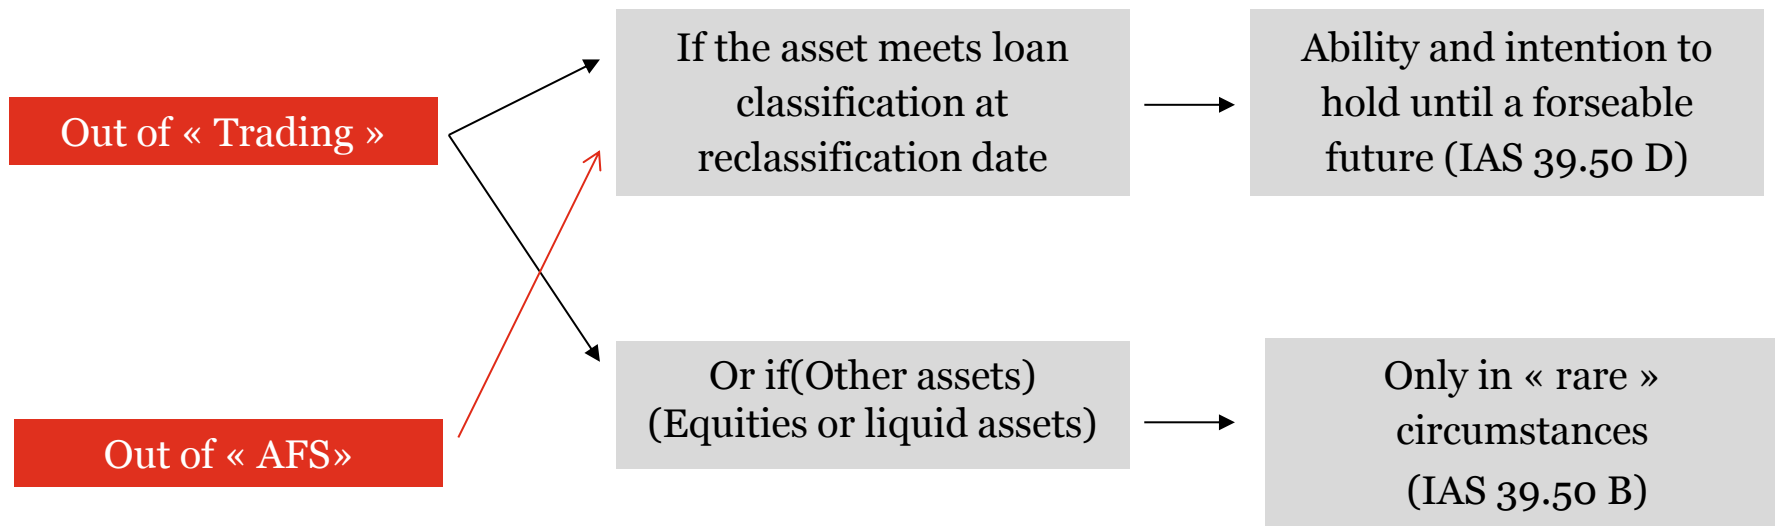 Out of « Trading »
If the asset meets loan
classification at
reclassification date
Ability and intention to
hold until a forseable
future (IAS 39.50 D)
Out of « AFS»
Or if(Other assets)
(Equities or liquid assets)
Only in « rare »
circumstances
(IAS 39.50 B)